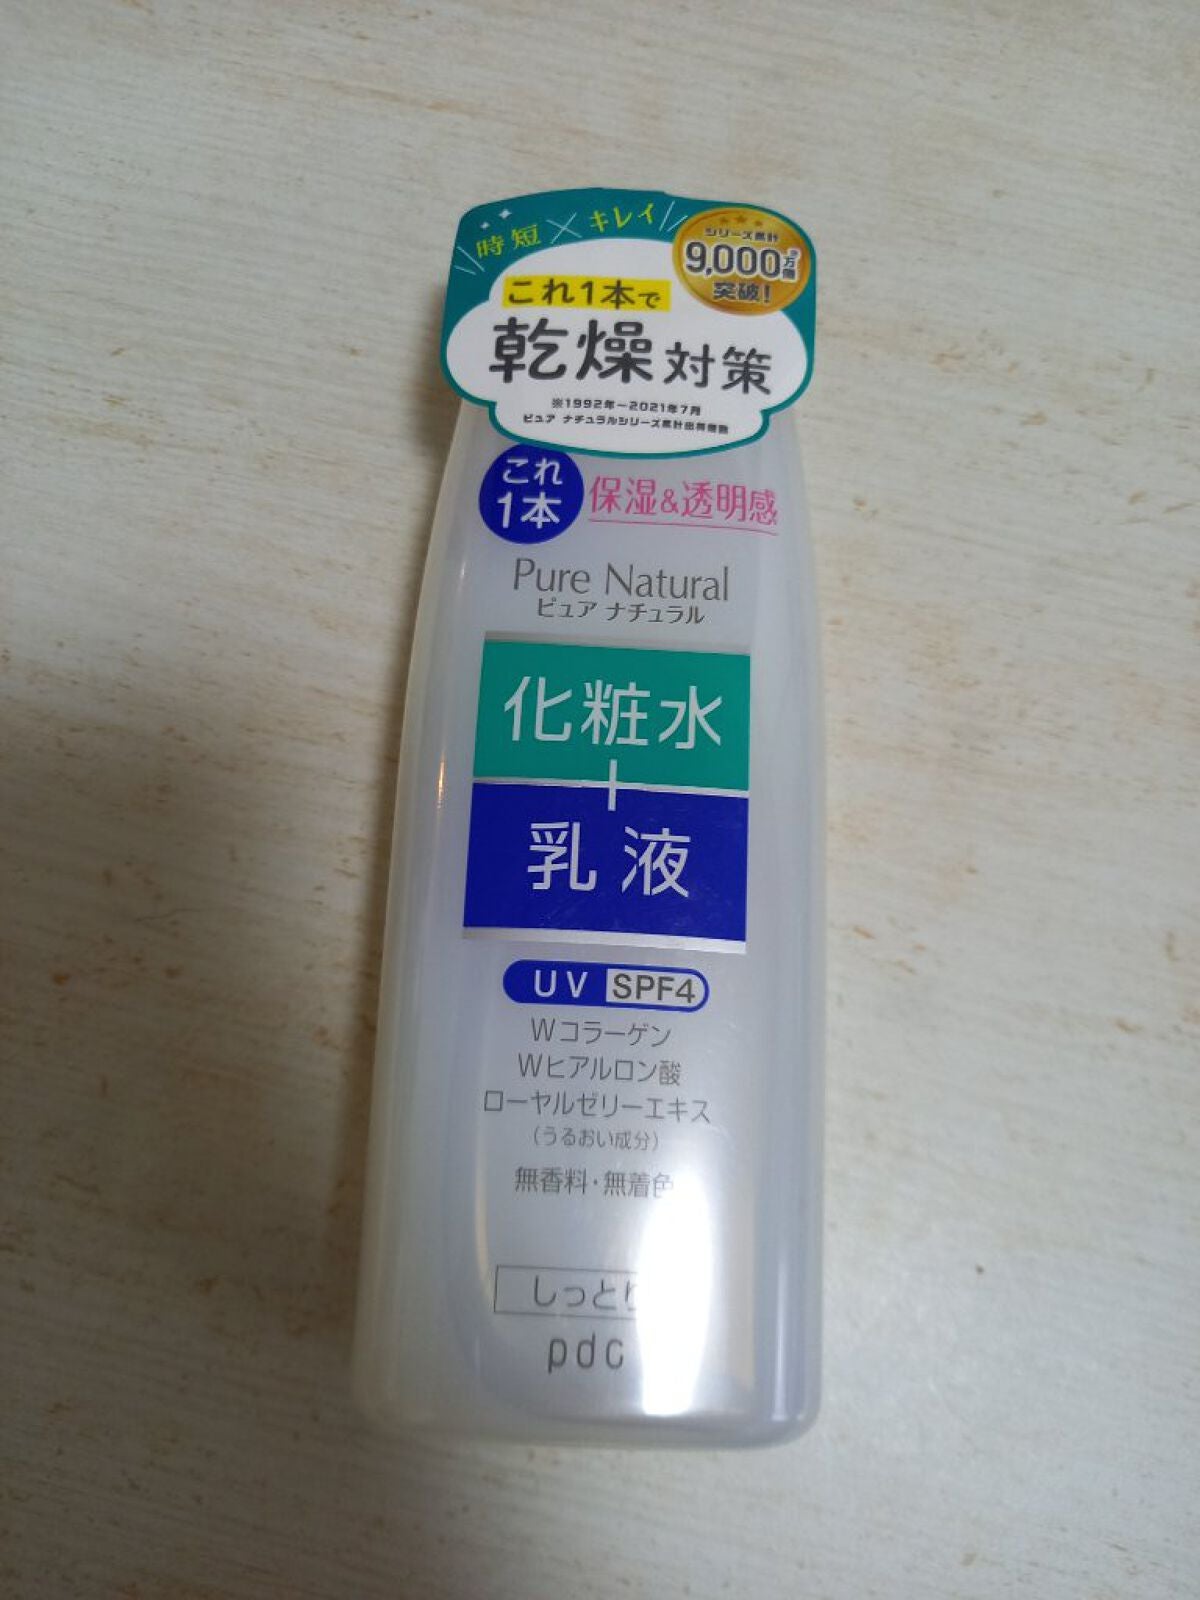 時短×キレイ
シリーズ累計
9,000万個※
突破!
これ1本で
乾燥対策
※1992年〜2021年7月
ピュア ナチュラルシリーズ累計出荷個数
これ
1本
保湿&透明感
Pure Natural
ピュア ナチュラル
化粧水
+
乳液
UV SPF4
Wコラーゲン
Wヒアルロン酸
ローヤルゼリーエキス
(うるおい成分)
無香料・無着色
しっとり
pdc